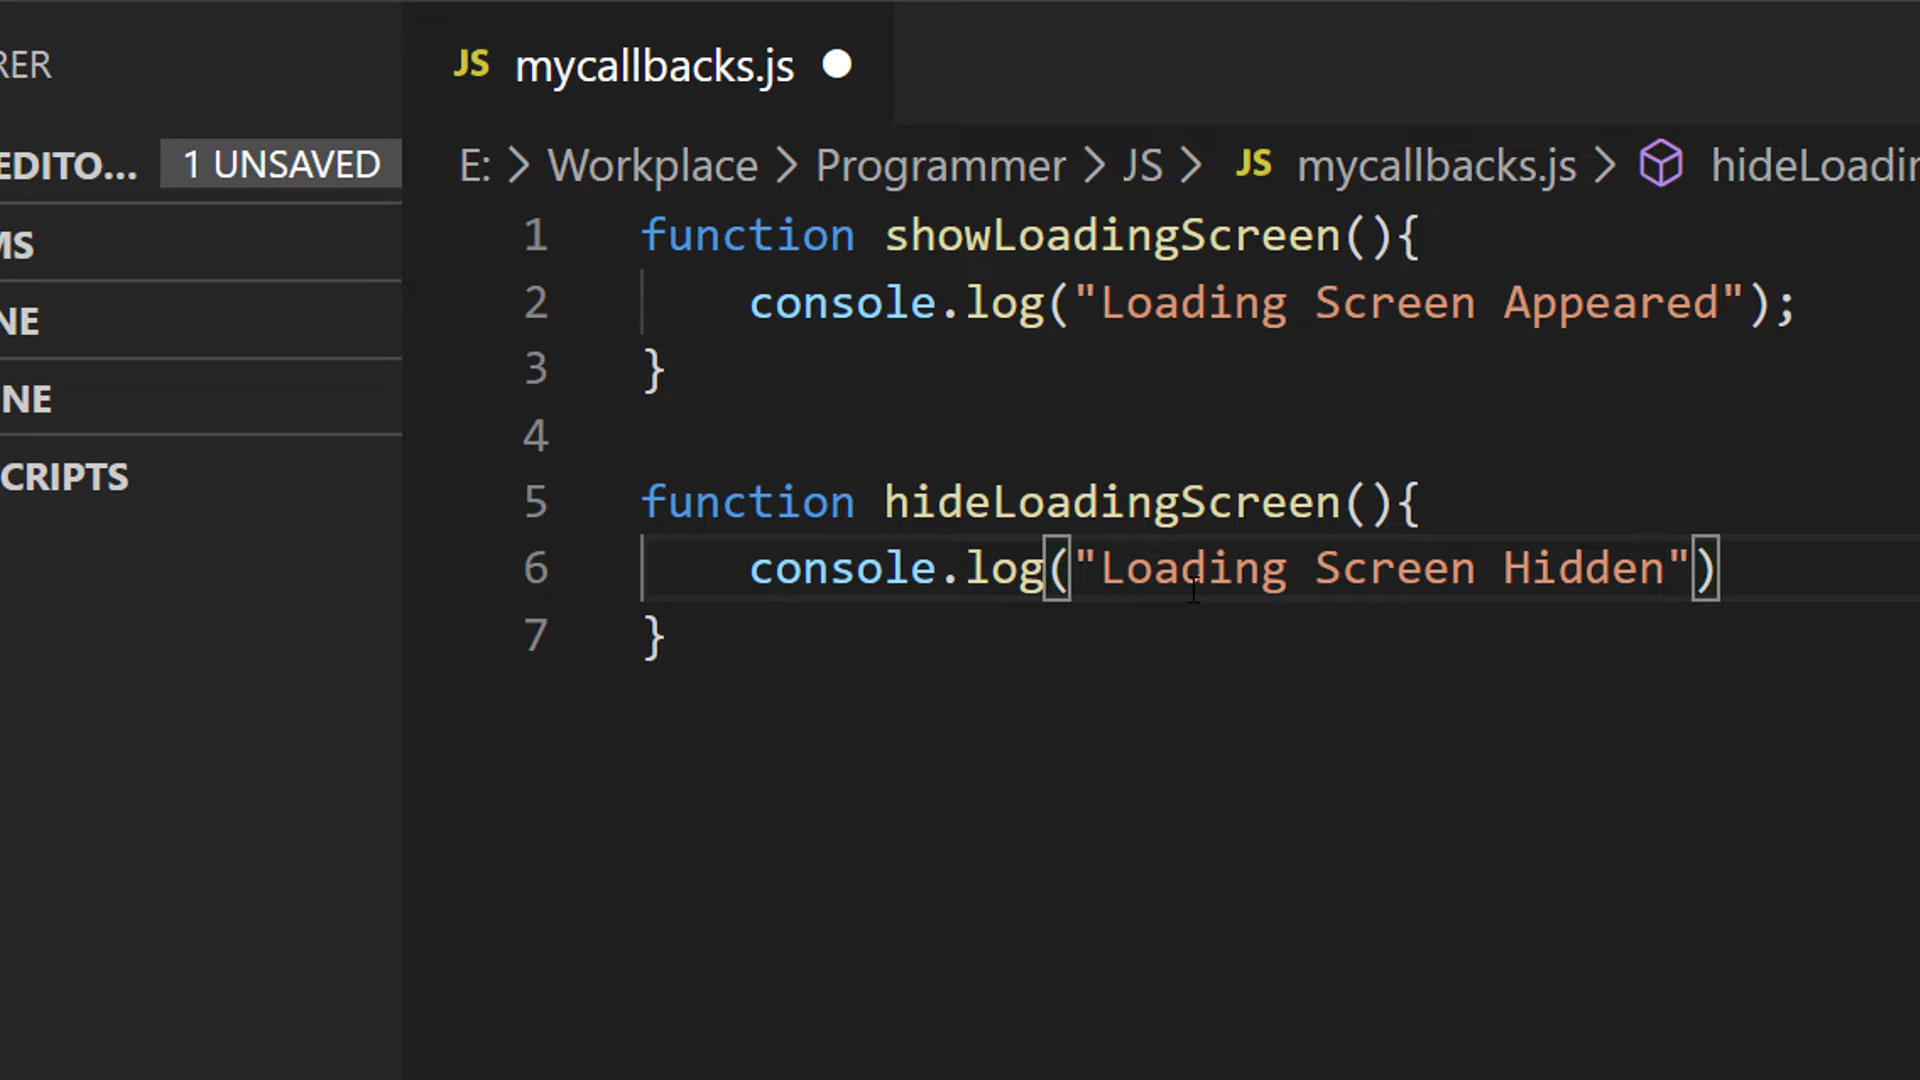 RER
JS mycallbacks.js
EDITO... 1 UNSAVED
E: > Workplace > Programmer > JS > JS mycallbacks.js > hideLoadin
MS
NE
NE
CRIPTS
1 function showLoadingScreen(){
2 console.log("Loading Screen Appeared");
3 }
4
5 function hideLoadingScreen(){
6 console.log("Loading Screen Hidden")
7 }